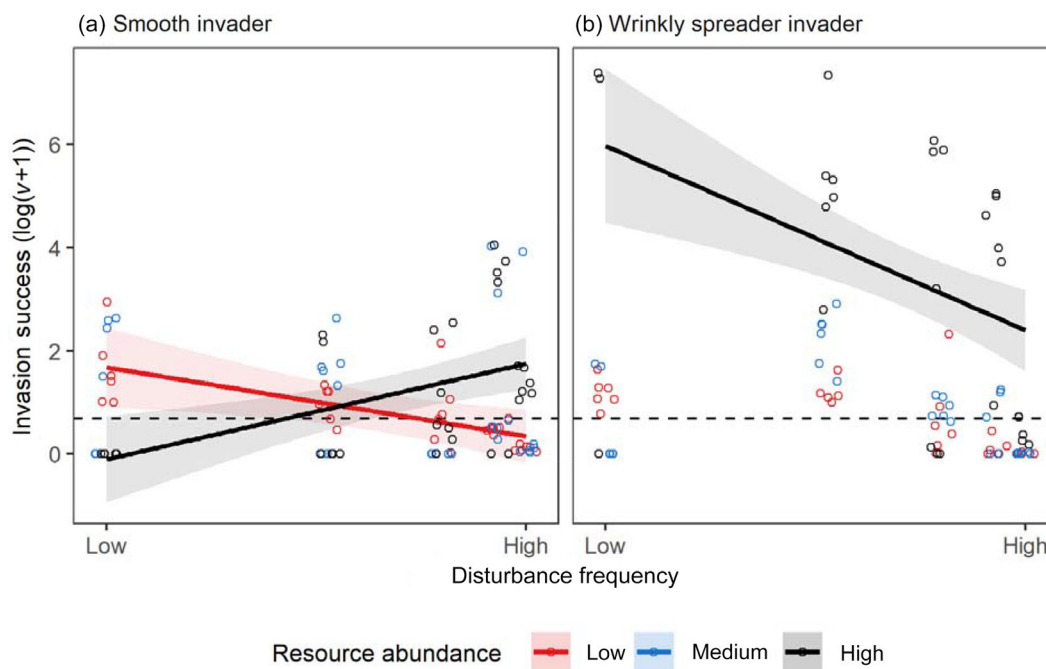 (a) Smooth invader
(b) Wrinkly spreader invader
Invasion success (log(v+1))
6
4
2
0
Low
High
Low
High
Disturbance frequency
Resource abundance
Low
Medium
High